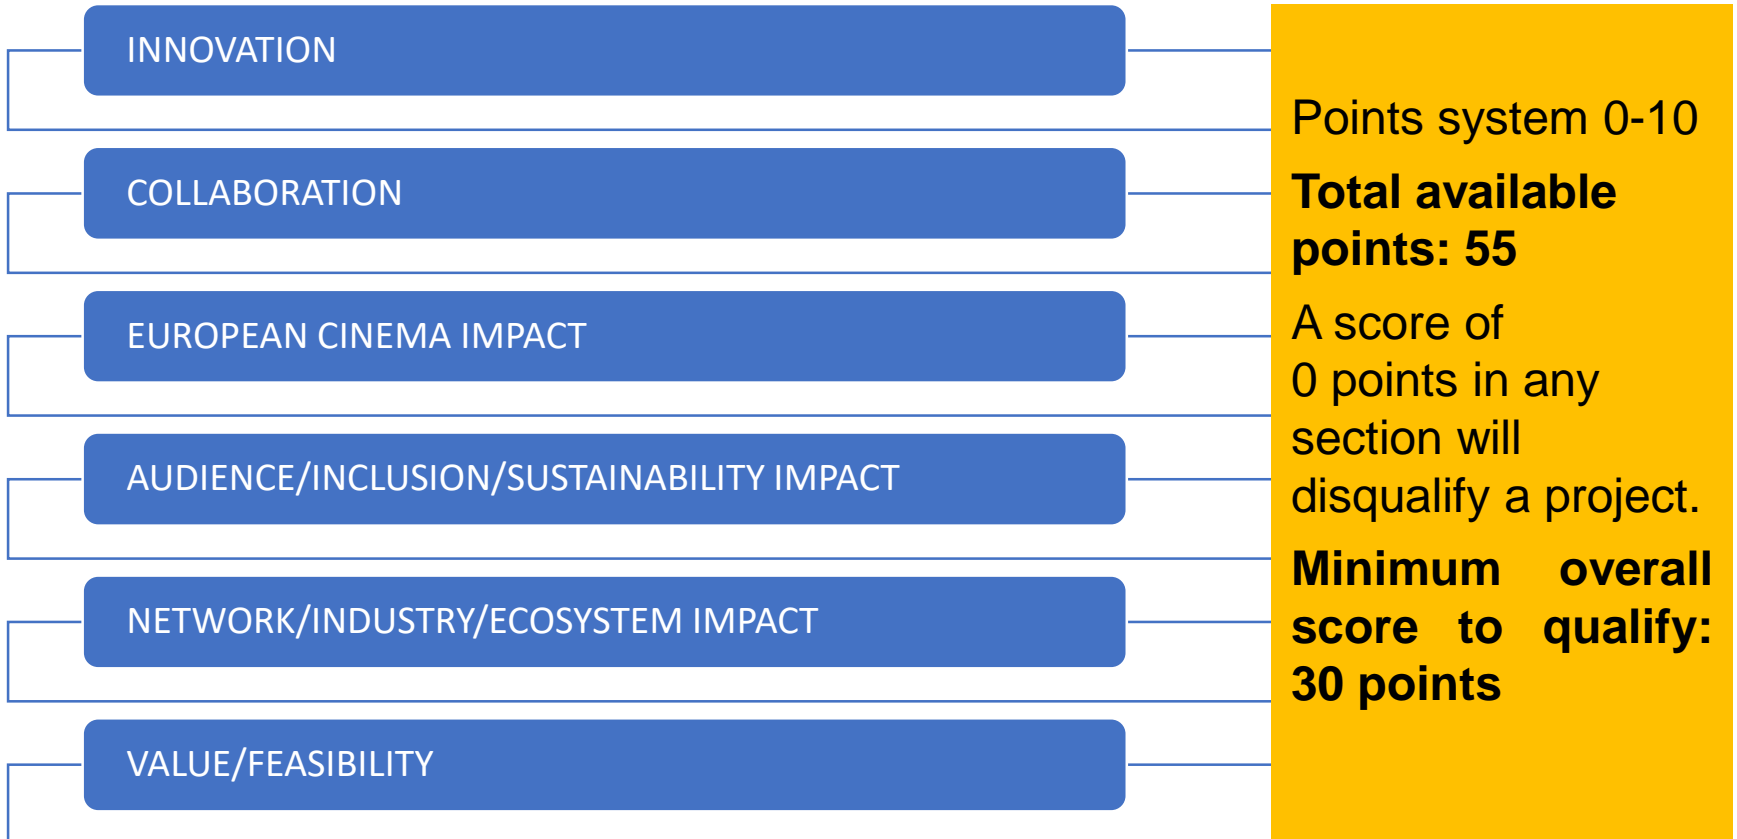 INNOVATION
COLLABORATION
EUROPEAN CINEMA IMPACT
AUDIENCE/INCLUSION/SUSTAINABILITY IMPACT
NETWORK/INDUSTRY/ECOSYSTEM IMPACT
VALUE/FEASIBILITY
Points system 0-10
Total available
points: 55
A score of
0 points in any
section will
disqualify a project.
Minimum overall
score to qualify:
30 points